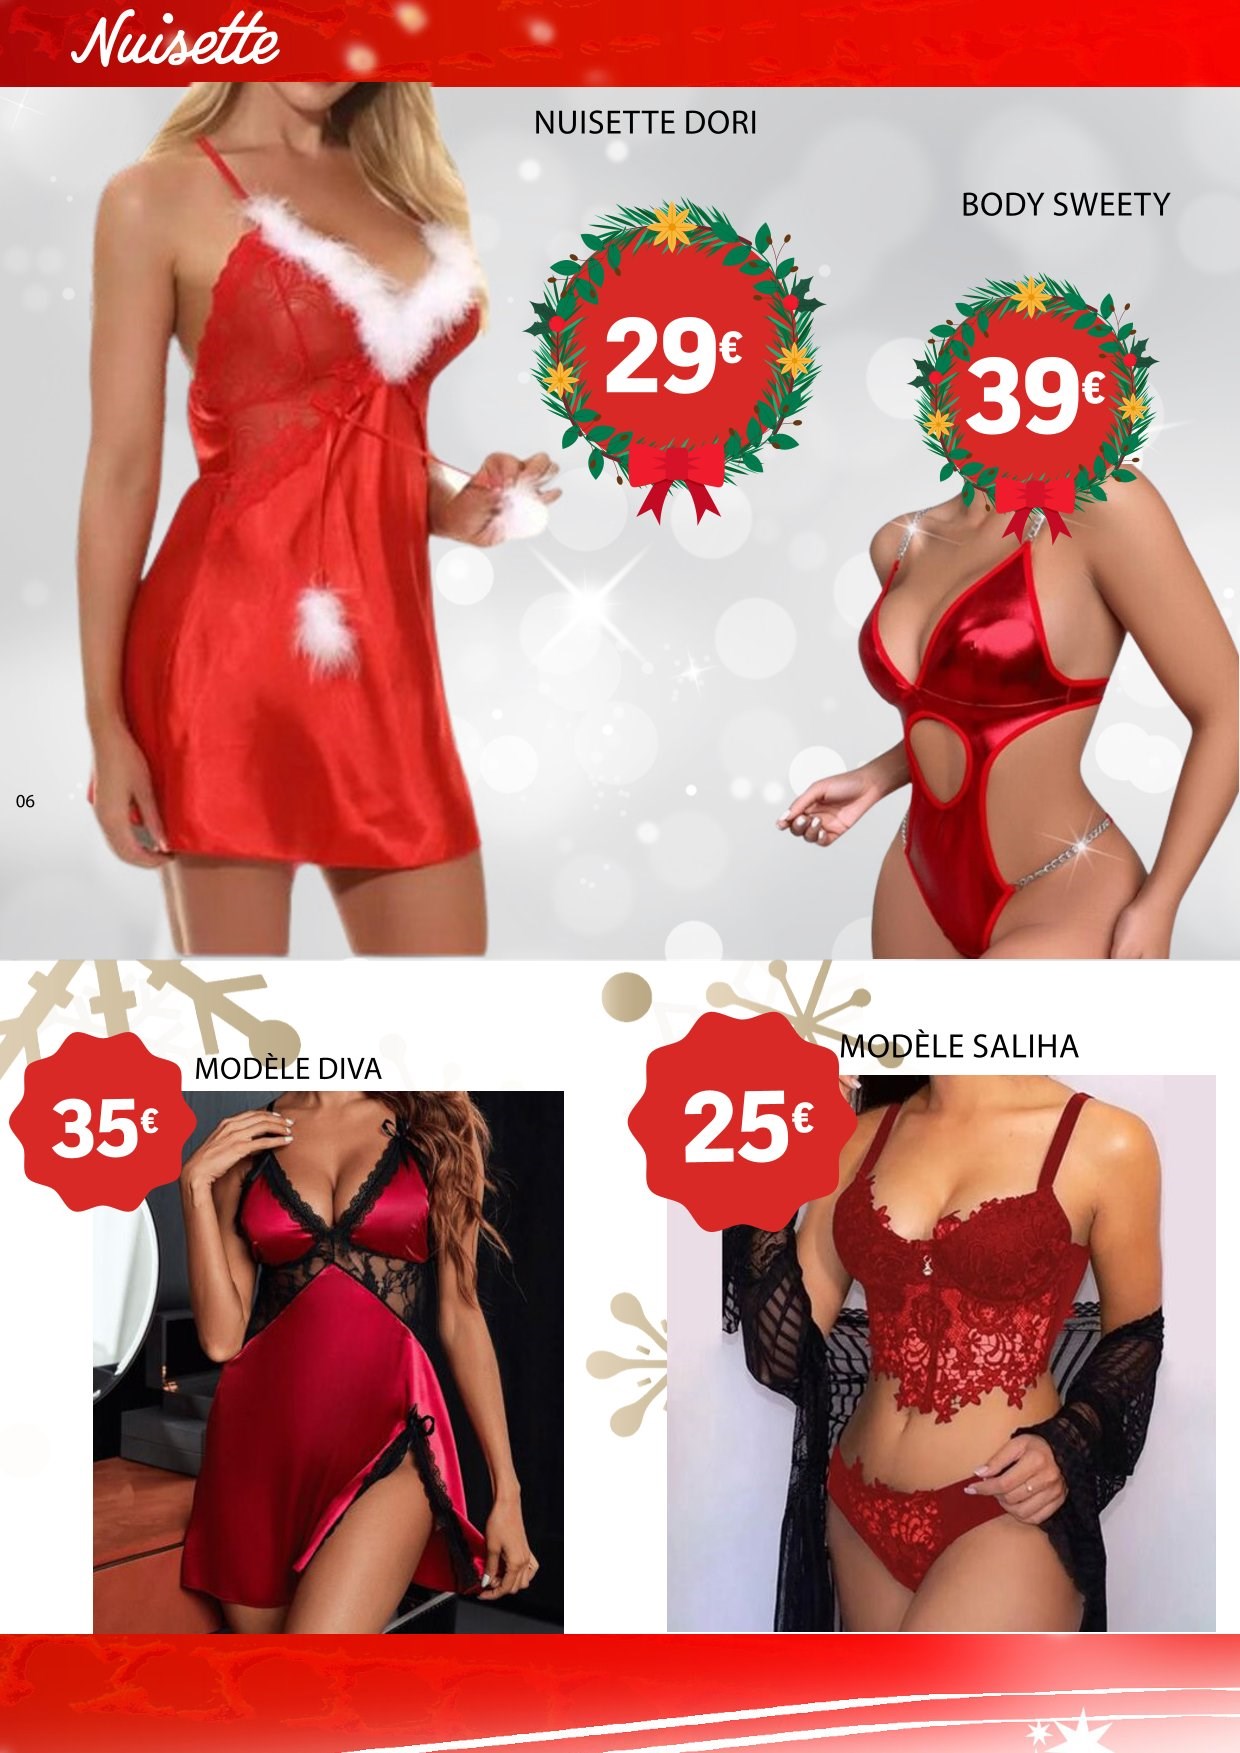 Nuisette
NUISETTE DORI
29€
BODY SWEETY
39€
06
MODÈLE DIVA
35€
MODÈLE SALIHA
25€